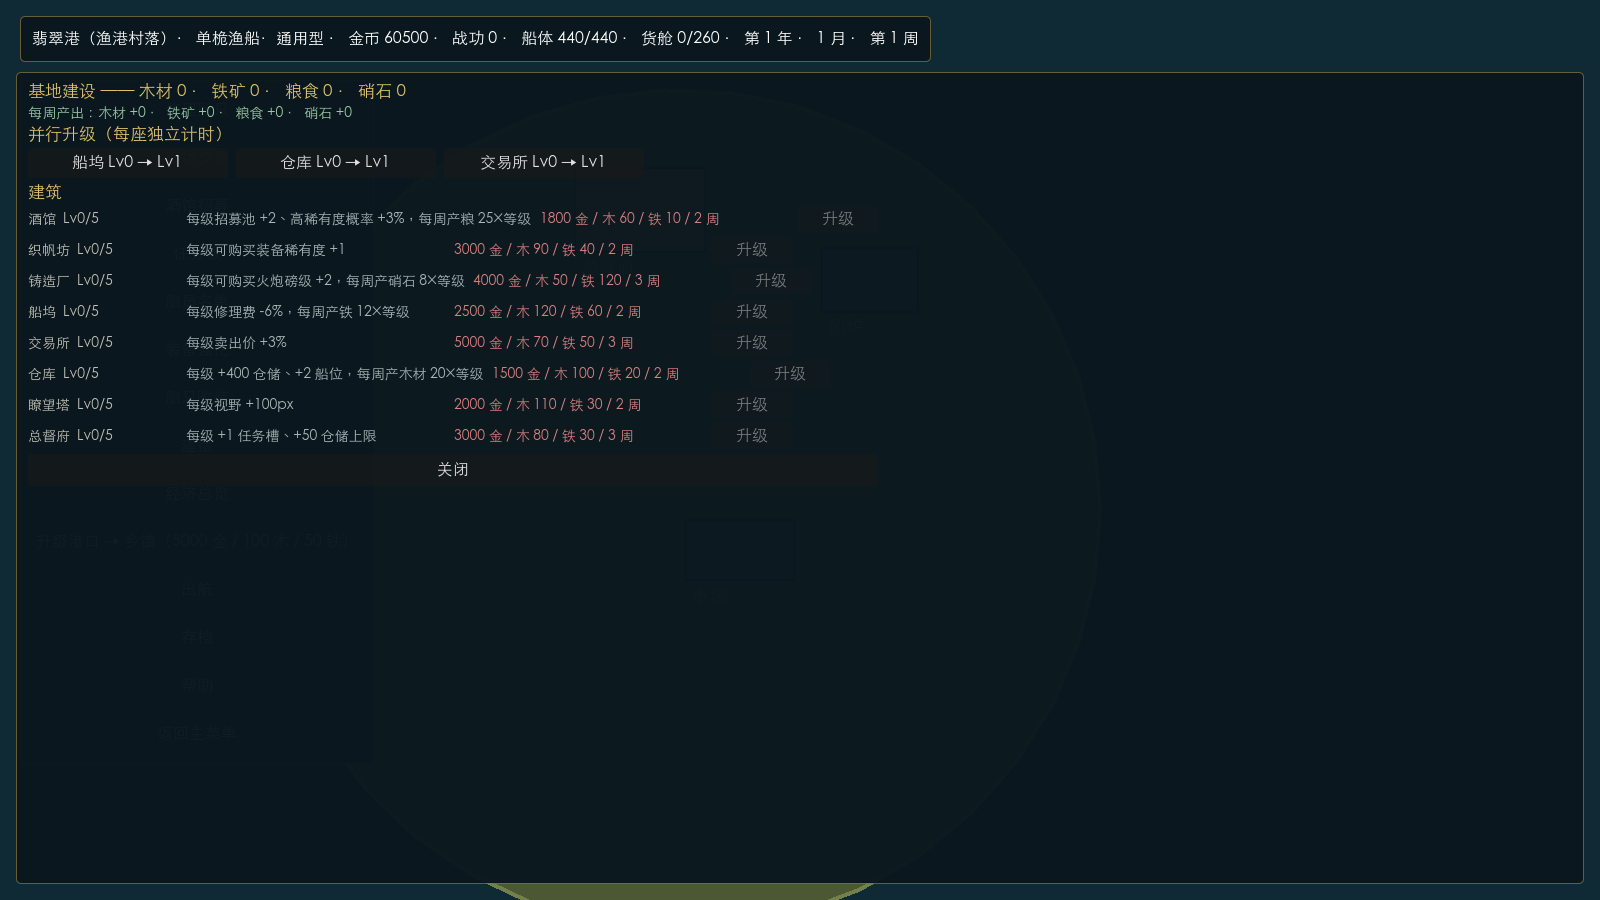 翡翠港（渔港村落）· 单桅渔船· 通用型 · 金币 60500 · 战功 0 · 船体 440/440 · 货舱 0/260 · 第 1 年 · 1 月 · 第 1 周
基地建设 —— 木材 0 · 铁矿 0 · 粮食 0 · 硝石 0
每周产出：木材 +0 · 铁矿 +0 · 粮食 +0 · 硝石 +0
并行升级（每座独立计时）
船坞 Lv0 → Lv1 仓库 Lv0 → Lv1 交易所 Lv0 → Lv1
建筑
酒馆 Lv0/5 每级招募池 +2、高稀有度概率 +3%，每周产粮 25×等级 1800 金 / 木 60 / 铁 10 / 2 周 升级
织帆坊 Lv0/5 每级可购买装备稀有度 +1 3000 金 / 木 90 / 铁 40 / 2 周 升级
铸造厂 Lv0/5 每级可购买火炮磅级 +2，每周产硝石 8×等级 4000 金 / 木 50 / 铁 120 / 3 周 升级
船坞 Lv0/5 每级修理费 -6%，每周产铁 12×等级 2500 金 / 木 120 / 铁 60 / 2 周 升级
交易所 Lv0/5 每级卖出价 +3% 5000 金 / 木 70 / 铁 50 / 3 周 升级
仓库 Lv0/5 每级 +400 仓储、+2 船位，每周产木材 20×等级 1500 金 / 木 100 / 铁 20 / 2 周 升级
瞭望塔 Lv0/5 每级视野 +100px 2000 金 / 木 110 / 铁 30 / 2 周 升级
总督府 Lv0/5 每级 +1 任务槽、+50 仓储上限 3000 金 / 木 80 / 铁 30 / 3 周 升级
关闭